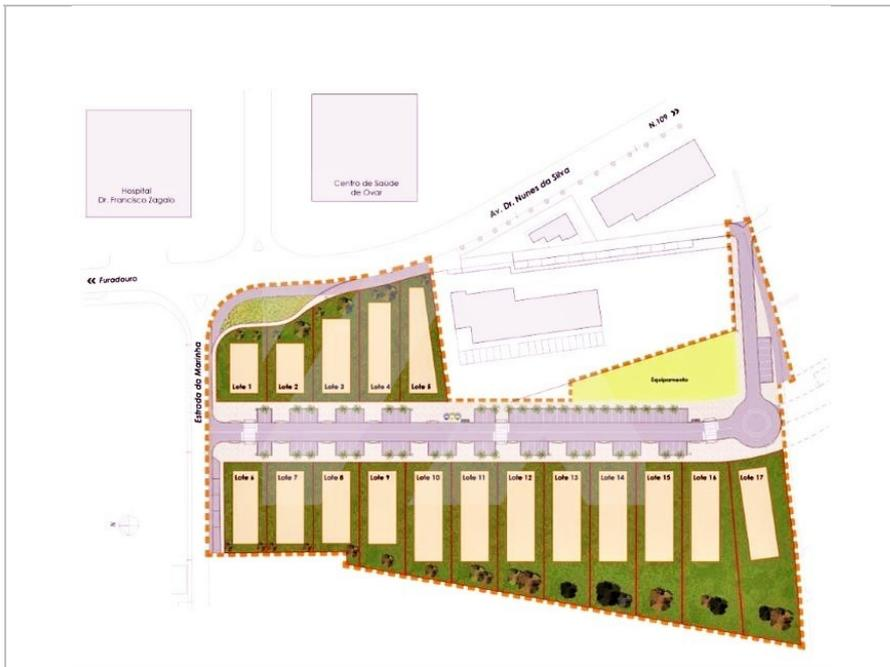 N.109 >>
Hospital
Dr. Francisco Zagalo
Centro de Saúde
de Ovar
Av. Dr. Nunes da Silva
<< Furadouro
Estrada da Marinha
Lote 1
Lote 2
Lote 3
Lote 4
Lote 5
Equipamento
Lote 6
Lote 7
Lote 8
Lote 9
Lote 10
Lote 11
Lote 12
Lote 13
Lote 14
Lote 15
Lote 16
Lote 17
N